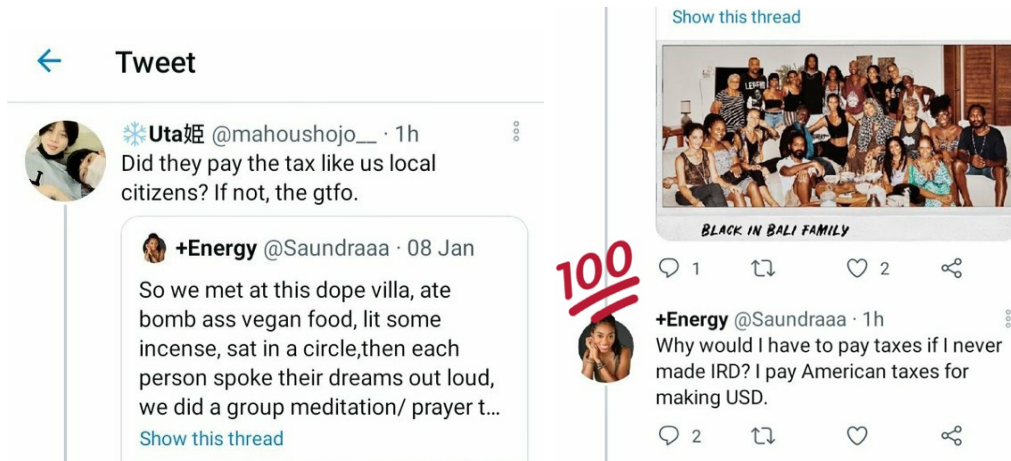 Tweet
❄Uta姫 @mahoushojo__ · 1h
Did they pay the tax like us local
citizens? If not, the gtfo.
+Energy @Saundraaa · 08 Jan
So we met at this dope villa, ate
bomb ass vegan food, lit some
incense, sat in a circle,then each
person spoke their dreams out loud,
we did a group meditation/ prayer t...
Show this thread
Show this thread
BLACK IN BALI FAMILY
1 2
100
+Energy @Saundraaa · 1h
Why would I have to pay taxes if I never
made IRD? I pay American taxes for
making USD.
2